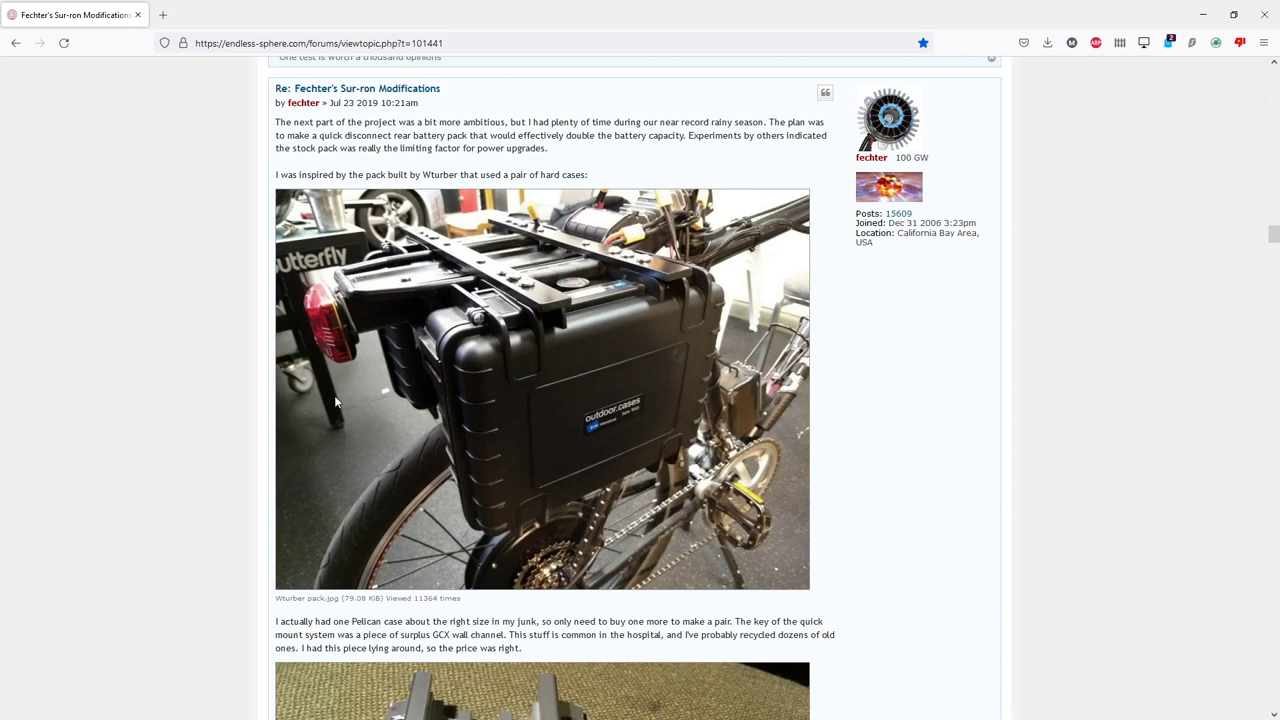 Fechter's Sur-ron Modifications
https://endless-sphere.com/forums/viewtopic.php?t=101441
2
One test is worth a thousand opinions
Re: Fechter's Sur-ron Modifications
by fechter » Jul 23 2019 10:21am
The next part of the project was a bit more ambitious, but I had plenty of time during our near record rainy season. The plan was
to make a quick disconnect rear battery pack that would effectively double the battery capacity. Experiments by others indicated
the stock pack was really the limiting factor for power upgrades.
I was inspired by the pack built by Wturber that used a pair of hard cases:
utterfly
outdoor.cases
Wturber pack.jpg (79.08 KiB) Viewed 11364 times
I actually had one Pelican case about the right size in my junk, so only need to buy one more to make a pair. The key of the quick
mount system was a piece of surplus GCX wall channel. This stuff is common in the hospital, and I've probably recycled dozens of old
ones. I had this piece lying around, so the price was right.
fechter 100 GW
Posts: 15609
Joined: Dec 31 2006 3:23pm
Location: California Bay Area,
USA